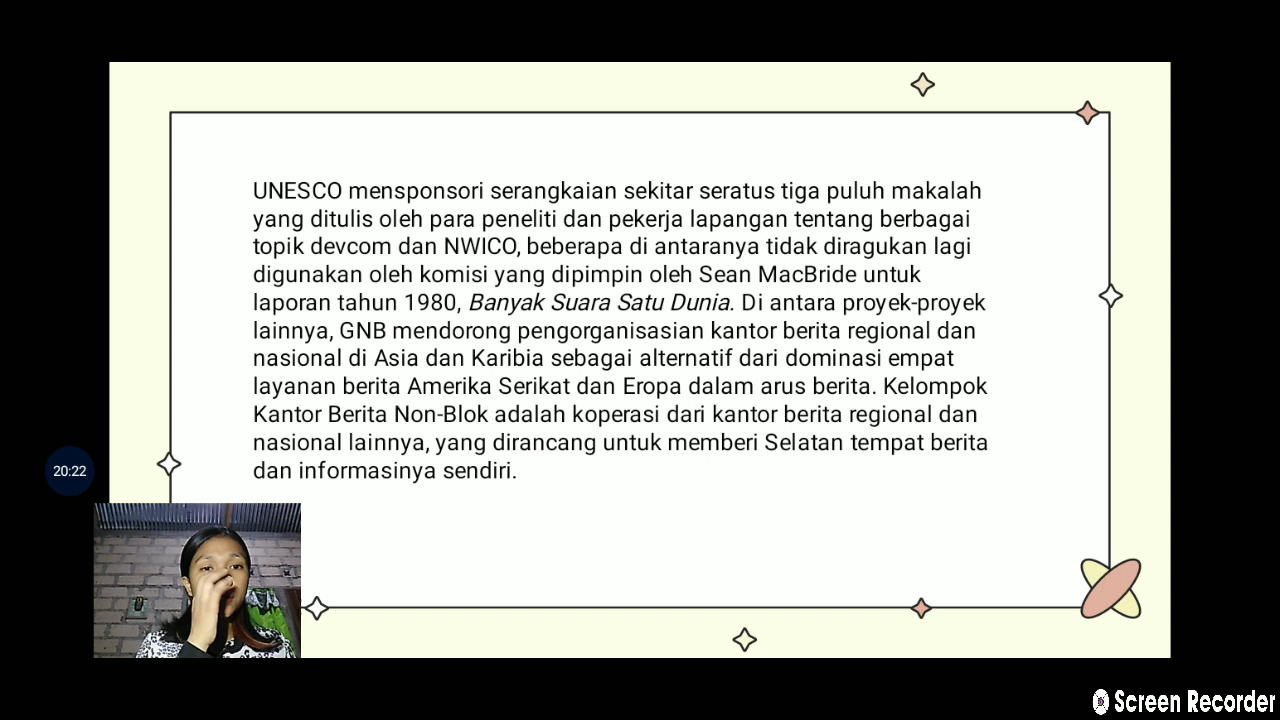 UNESCO mensponsori serangkaian sekitar seratus tiga puluh makalah
yang ditulis oleh para peneliti dan pekerja lapangan tentang berbagai
topik devcom dan NWICO, beberapa di antaranya tidak diragukan lagi
digunakan oleh komisi yang dipimpin oleh Sean MacBride untuk
laporan tahun 1980, Banyak Suara Satu Dunia. Di antara proyek-proyek
lainnya, GNB mendorong pengorganisasian kantor berita regional dan
nasional di Asia dan Karibia sebagai alternatif dari dominasi empat
layanan berita Amerika Serikat dan Eropa dalam arus berita. Kelompok
Kantor Berita Non-Blok adalah koperasi dari kantor berita regional dan
nasional lainnya, yang dirancang untuk memberi Selatan tempat berita
dan informasinya sendiri.
20:22
Screen Recorder